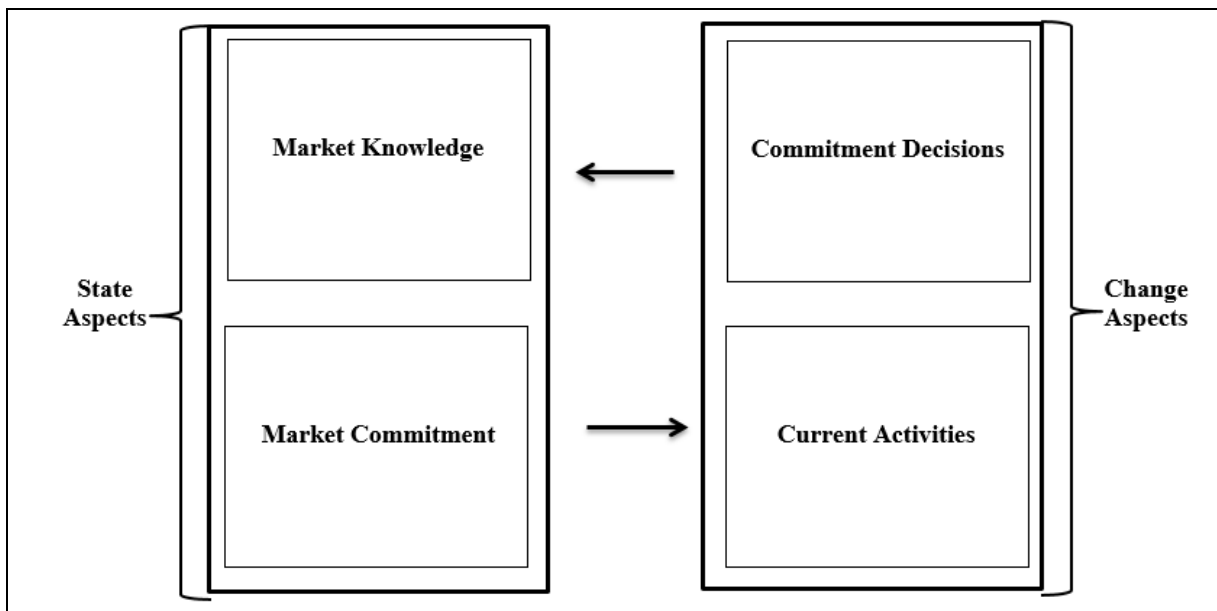 Market Knowledge
Commitment Decisions
State
Aspects
Change
Aspects
Market Commitment
Current Activities